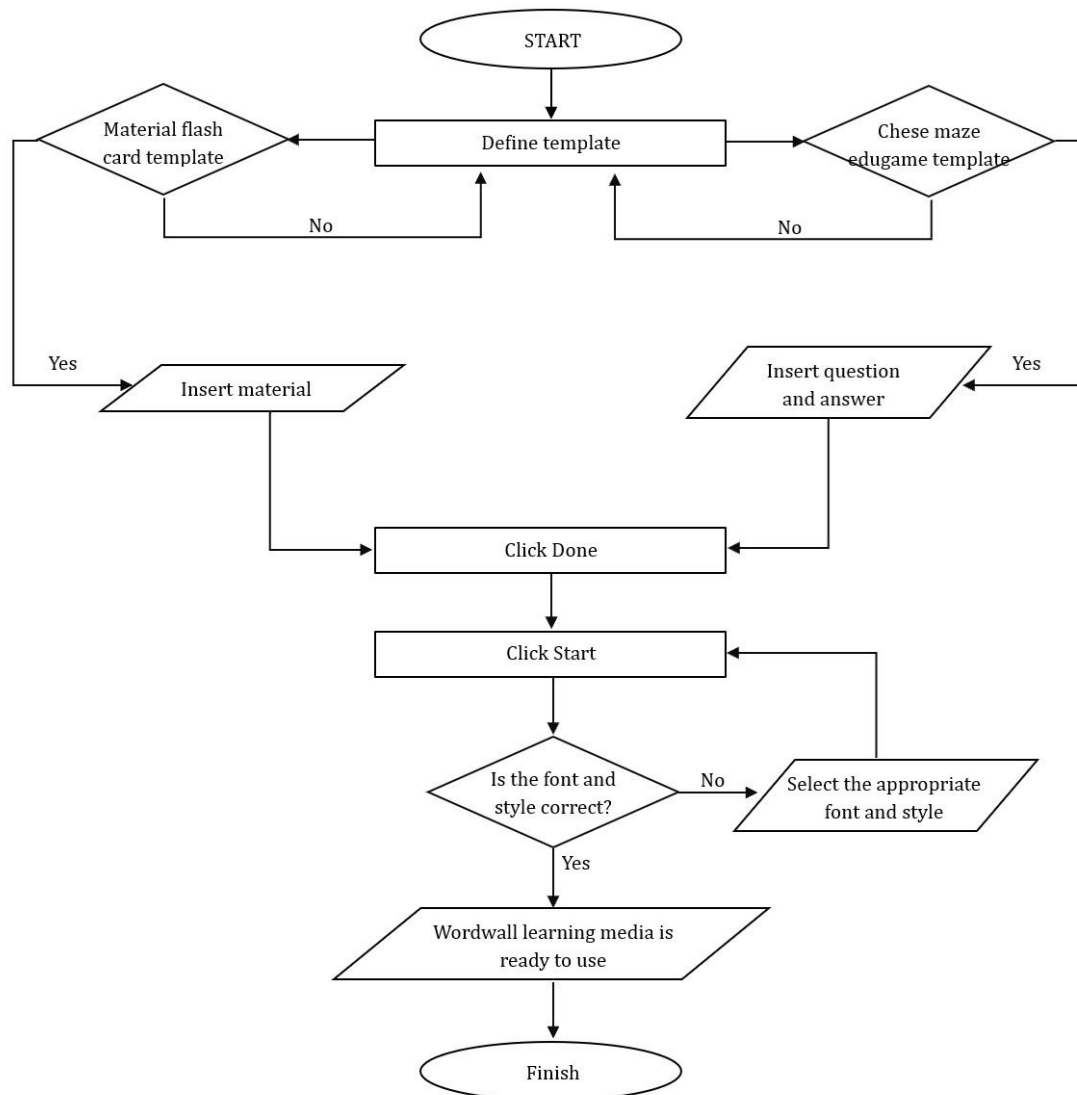 START
Material flash
card template
Define template
Chese maze
edugame template
No
No
Yes
Insert material
Insert question
and answer
Yes
Click Done
Click Start
Is the font and
style correct?
No
Select the appropriate
font and style
Yes
Wordwall learning media is
ready to use
Finish